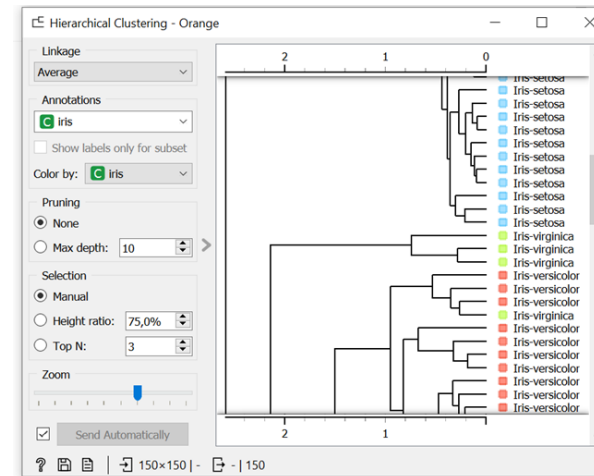 Hierarchical Clustering - Orange
Linkage
Average
Annotations
C iris
Show labels only for subset
Color by: C iris
Pruning
None
Max depth: 10
Selection
Manual
Height ratio: 75,0%
Top N: 3
Zoom
Send Automatically
? 150×150 | - - | 150
2 1 0
Iris-setosa
Iris-setosa
Iris-setosa
Iris-setosa
Iris-setosa
Iris-setosa
Iris-setosa
Iris-setosa
Iris-setosa
Iris-setosa
Iris-setosa
Iris-setosa
Iris-virginica
Iris-virginica
Iris-virginica
Iris-versicolor
Iris-versicolor
Iris-versicolor
Iris-virginica
Iris-versicolor
Iris-versicolor
Iris-versicolor
Iris-versicolor
Iris-versicolor
Iris-versicolor
Iris-versicolor
2 1 0